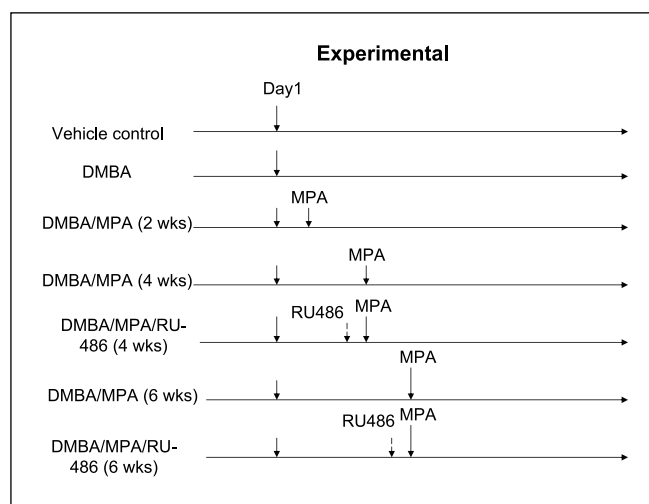 Experimental
Day1
Vehicle control
DMBA
MPA
DMBA/MPA (2 wks)
MPA
DMBA/MPA (4 wks)
RU486
MPA
DMBA/MPA/RU-
486 (4 wks)
MPA
DMBA/MPA (6 wks)
RU486
MPA
DMBA/MPA/RU-
486 (6 wks)